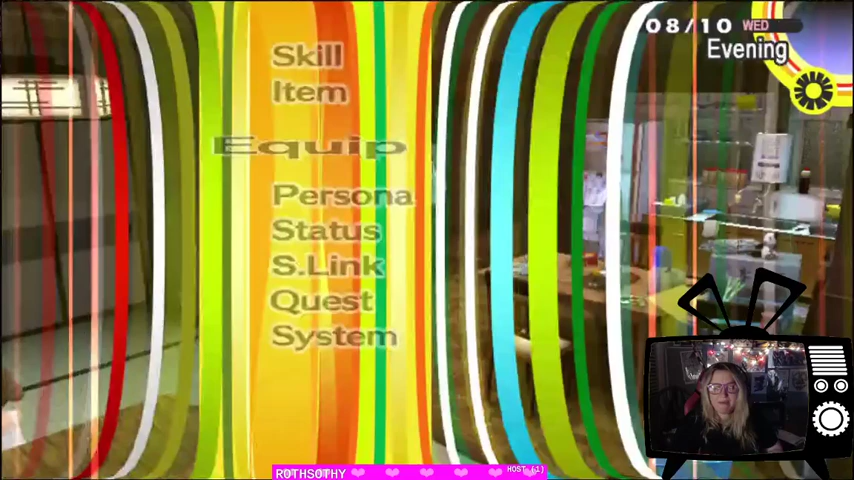 08/10 WED
Evening
Skill
Item
Equip
Persona
Status
S.Link
Quest
System
ROTHSOTHY
HOST (1)